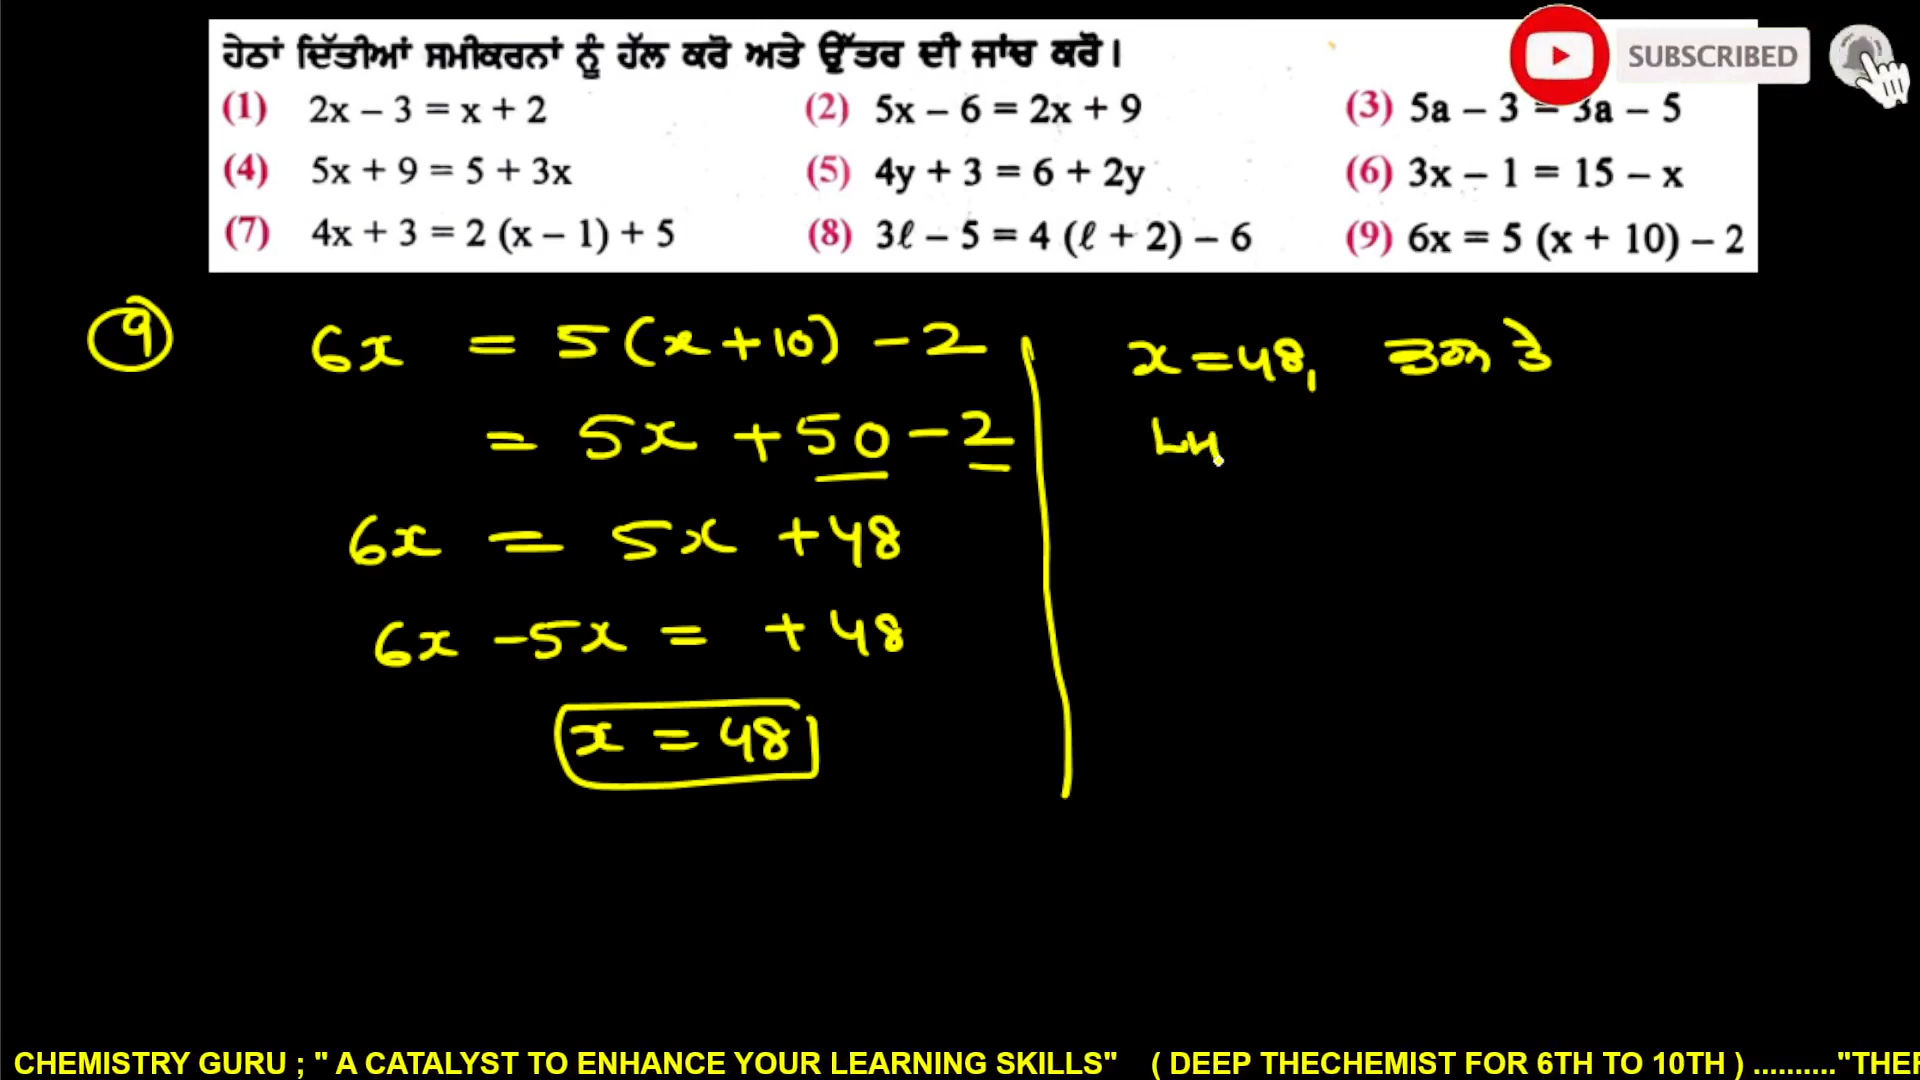 ਹੇਠਾਂ ਦਿੱਤੀਆਂ ਸਮੀਕਰਨਾਂ ਨੂੰ ਹੱਲ ਕਰੋ ਅਤੇ ਉੱਤਰ ਦੀ ਜਾਂਚ ਕਰੋ।
SUBSCRIBED
(1) 2x – 3 = x + 2 (2) 5x – 6 = 2x + 9 (3) 5a – 3 = 3a – 5
(4) 5x + 9 = 5 + 3x (5) 4y + 3 = 6 + 2y (6) 3x – 1 = 15 – x
(7) 4x + 3 = 2 (x – 1) + 5 (8) 3ℓ – 5 = 4 (ℓ + 2) – 6 (9) 6x = 5 (x + 10) – 2
9 6x = 5(x+10) -2
= 5x + 50 - 2
6x = 5x + 48
6x - 5x = + 48
x = 48
x = 48,
LH
CHEMISTRY GURU ; " A CATALYST TO ENHANCE YOUR LEARNING SKILLS" ( DEEP THECHEMIST FOR 6TH TO 10TH ) .........."THER